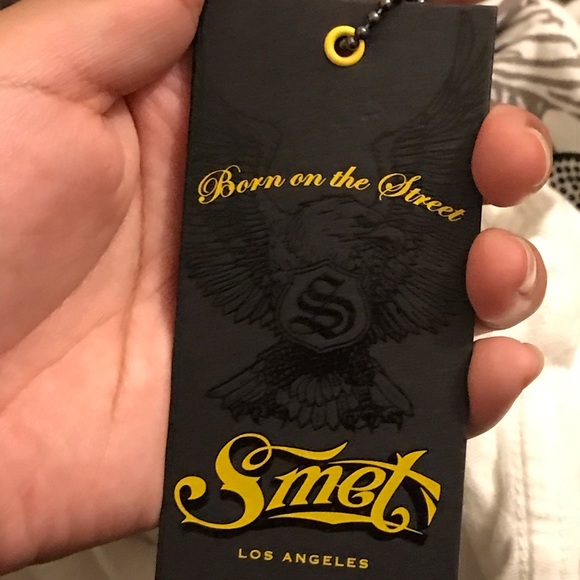 Born on the Street
S
Smet
LOS ANGELES